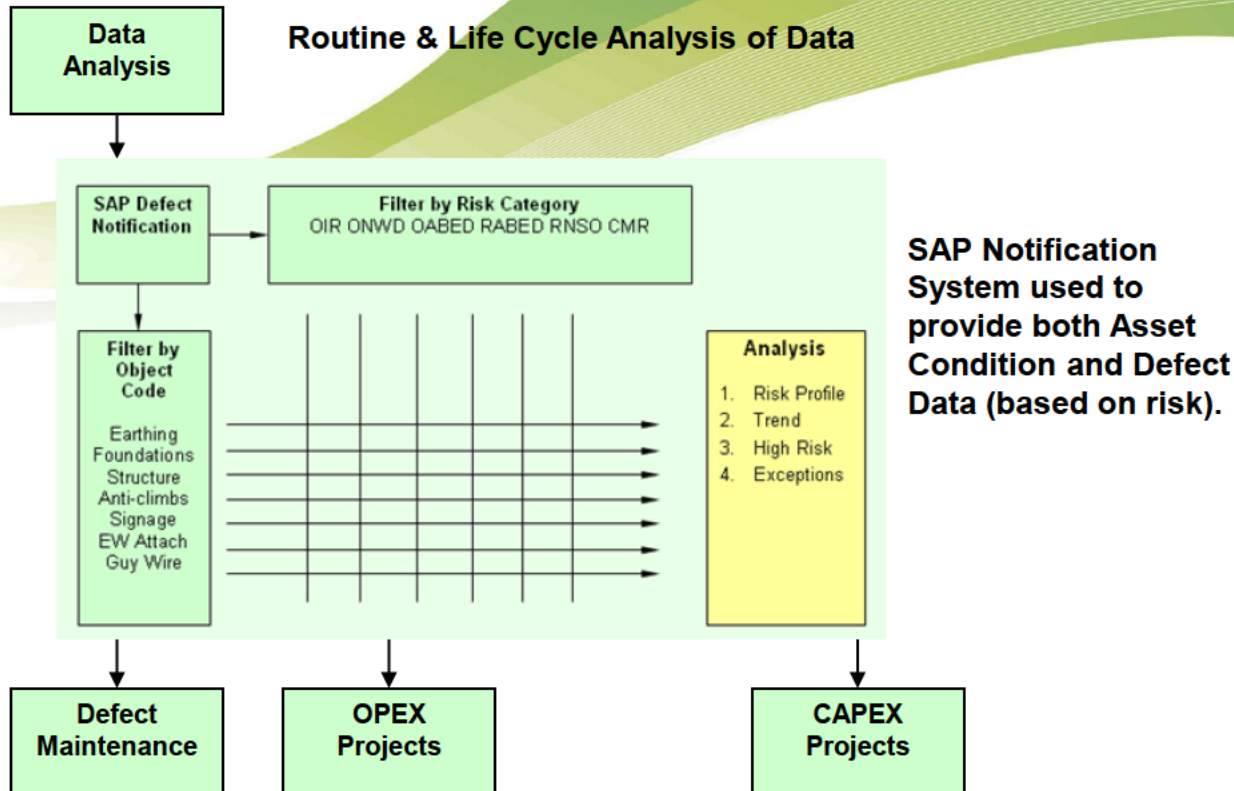 Data
Analysis
Routine & Life Cycle Analysis of Data
SAP Defect
Notification
Filter by Risk Category
OIR ONWD OABED RABED RNSO CMR
SAP Notification
System used to
provide both Asset
Condition and Defect
Data (based on risk).
Filter by
Object
Code
Earthing
Foundations
Structure
Anti-climbs
Signage
EW Attach
Guy Wire
Analysis
1. Risk Profile
2. Trend
3. High Risk
4. Exceptions
Defect
Maintenance
OPEX
Projects
CAPEX
Projects